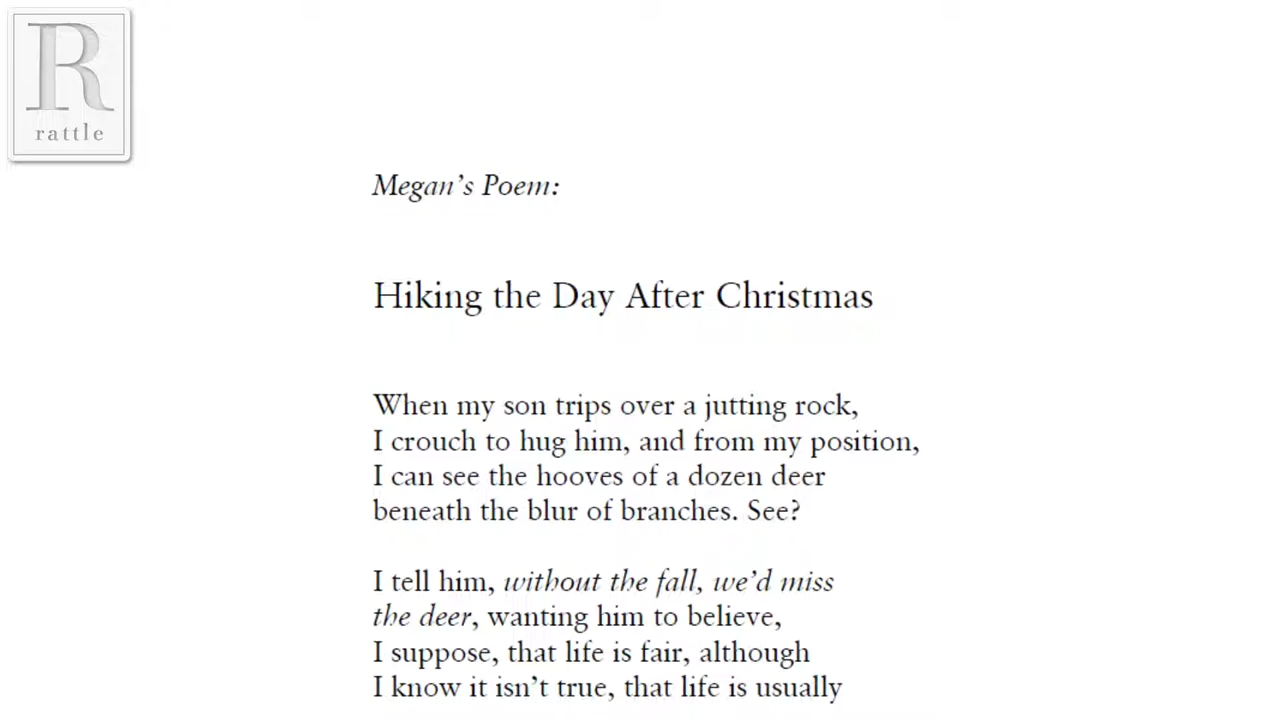 R
rattle
Megan's Poem:
Hiking the Day After Christmas
When my son trips over a jutting rock,
I crouch to hug him, and from my position,
I can see the hooves of a dozen deer
beneath the blur of branches. See?
I tell him, without the fall, we'd miss
the deer, wanting him to believe,
I suppose, that life is fair, although
I know it isn't true, that life is usually